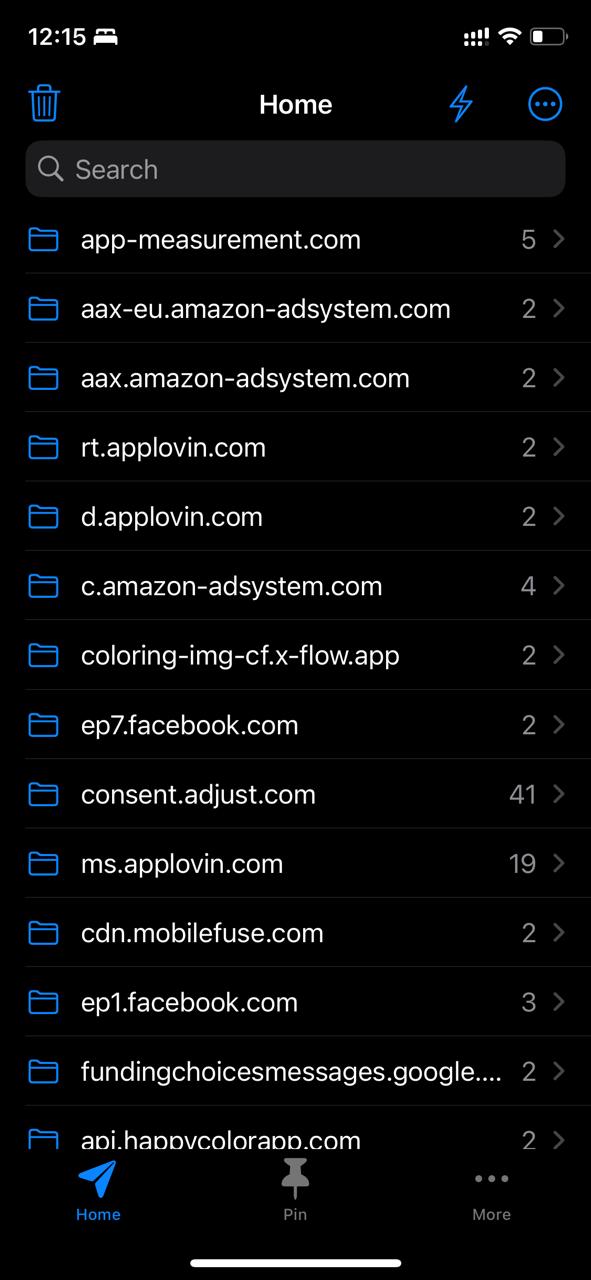 12:15
Home
Search
app-measurement.com 5
aax-eu.amazon-adsystem.com 2
aax.amazon-adsystem.com 2
rt.applovin.com 2
d.applovin.com 2
c.amazon-adsystem.com 4
coloring-img-cf.x-flow.app 2
ep7.facebook.com 2
consent.adjust.com 41
ms.applovin.com 19
cdn.mobilefuse.com 2
ep1.facebook.com 3
fundingchoicesmessages.google.... 2
api.happycolorapp.com 2
Home Pin More